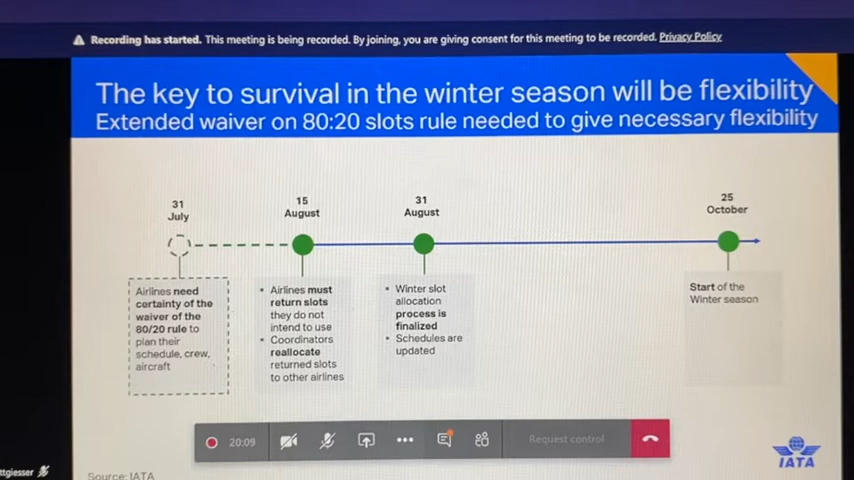 Recording has started. This meeting is being recorded. By joining, you are giving consent for this meeting to be recorded. Privacy Policy
The key to survival in the winter season will be flexibility
Extended waiver on 80:20 slots rule needed to give necessary flexibility
31
July
15
August
31
August
25
October
Airlines need
certainty of the
waiver of the
80/20 rule to
plan their
schedule, crew,
aircraft
• Airlines must
return slots
they do not
intend to use
• Coordinators
reallocate
returned slots
to other airlines
• Winter slot
allocation
process is
finalized
• Schedules are
updated
Start of the
Winter season
20:09
Request control
ttgiesser
Source: IATA
IATA